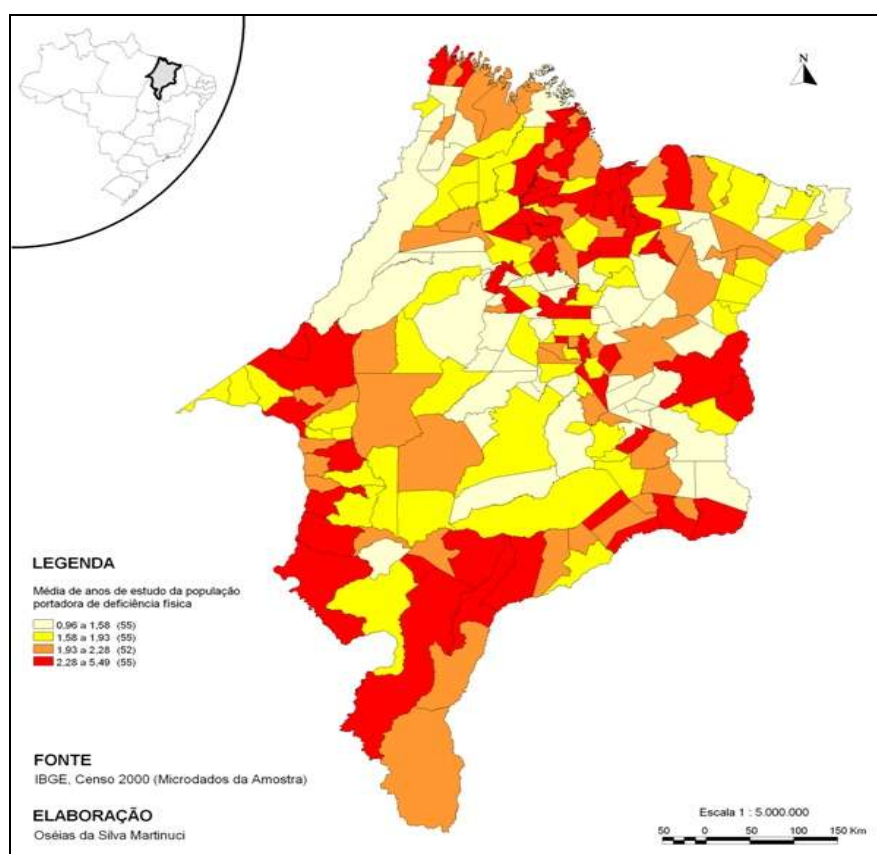 N
LEGENDA
Média de anos de estudo da população
portadora de deficiência física
0,96 a 1,58 (55)
1,58 a 1,93 (55)
1,93 a 2,28 (52)
2,28 a 5,49 (55)
FONTE
IBGE, Censo 2000 (Microdados da Amostra)
ELABORAÇÃO
Oséias da Silva Martinuci
Escala 1 : 5.000.000
50 0 50 100 150 Km